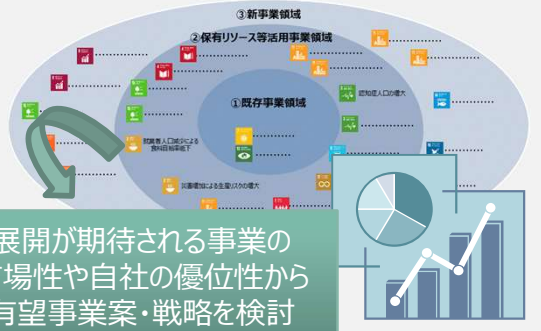 ③新事業領域
②保有リソース等活用事業領域
①既存事業領域
認知症人口の増大
就農者人口減少による
食料自給率低下
災害増加による生産リスクの増大
展開が期待される事業の
市場性や自社の優位性から
有望事業案・戦略を検討